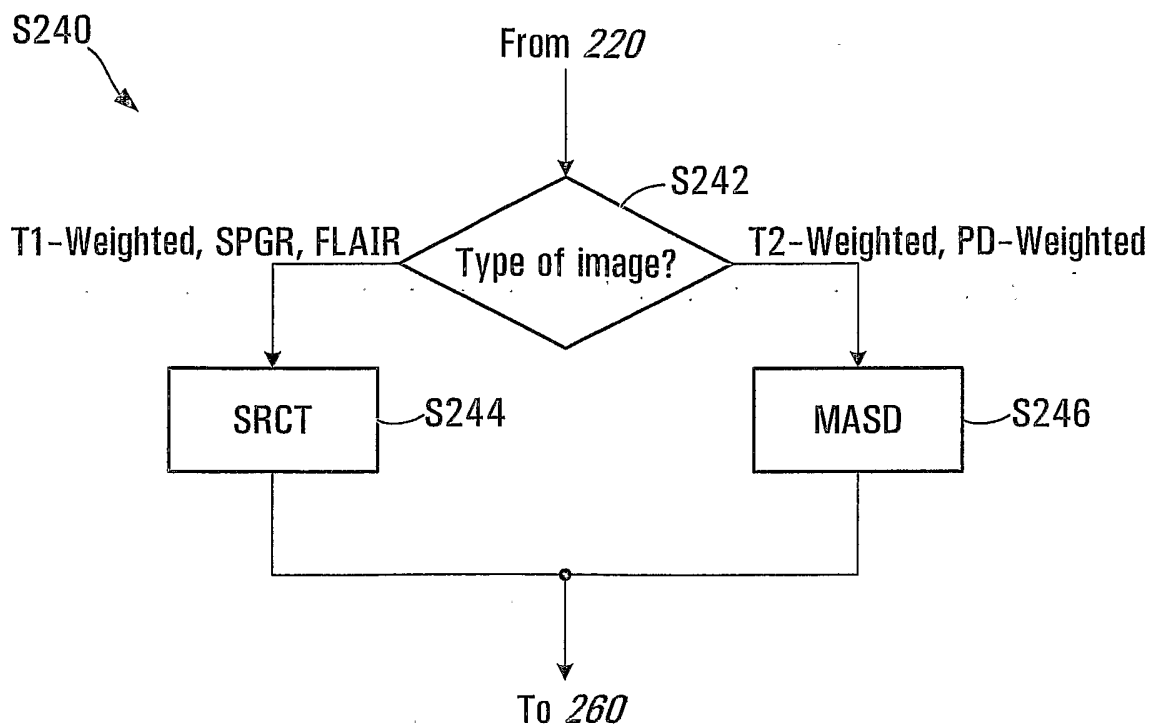 S240
From 220
S242
T1-Weighted, SPGR, FLAIR
Type of image?
T2-Weighted, PD-Weighted
SRCT
S244
MASD
S246
To 260